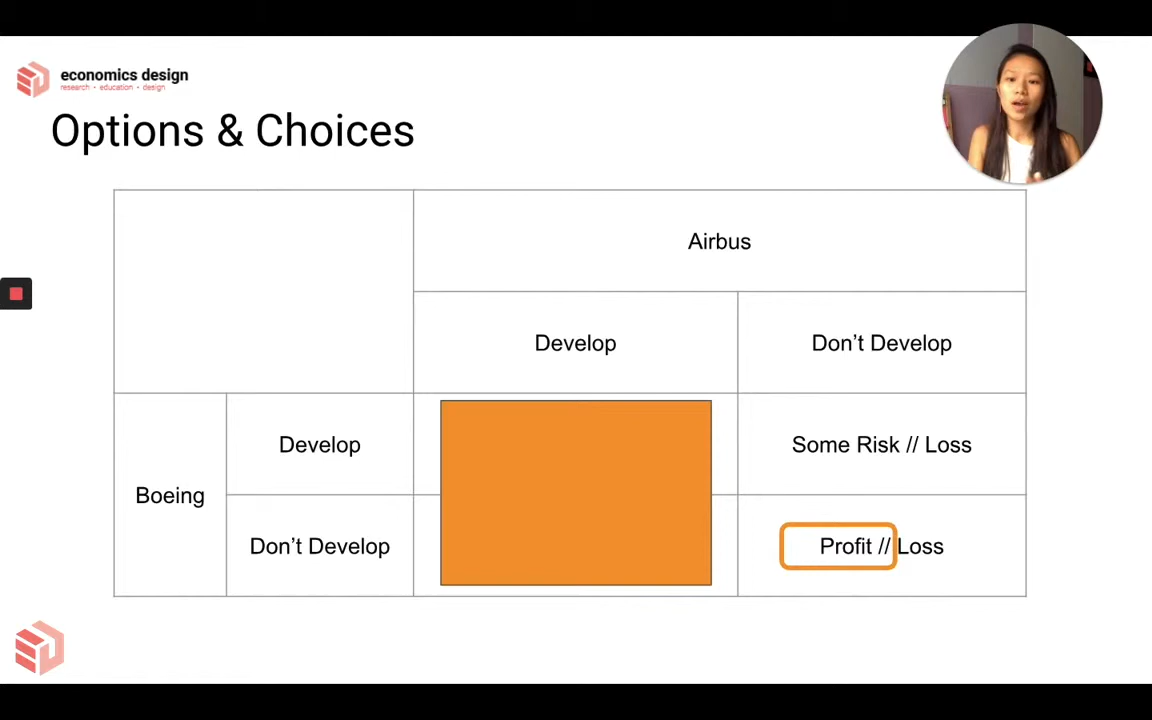 economics design
research • education • design
Options & Choices
Airbus
Develop
Don't Develop
Develop
Some Risk // Loss
Boeing
Don't Develop
Profit // Loss